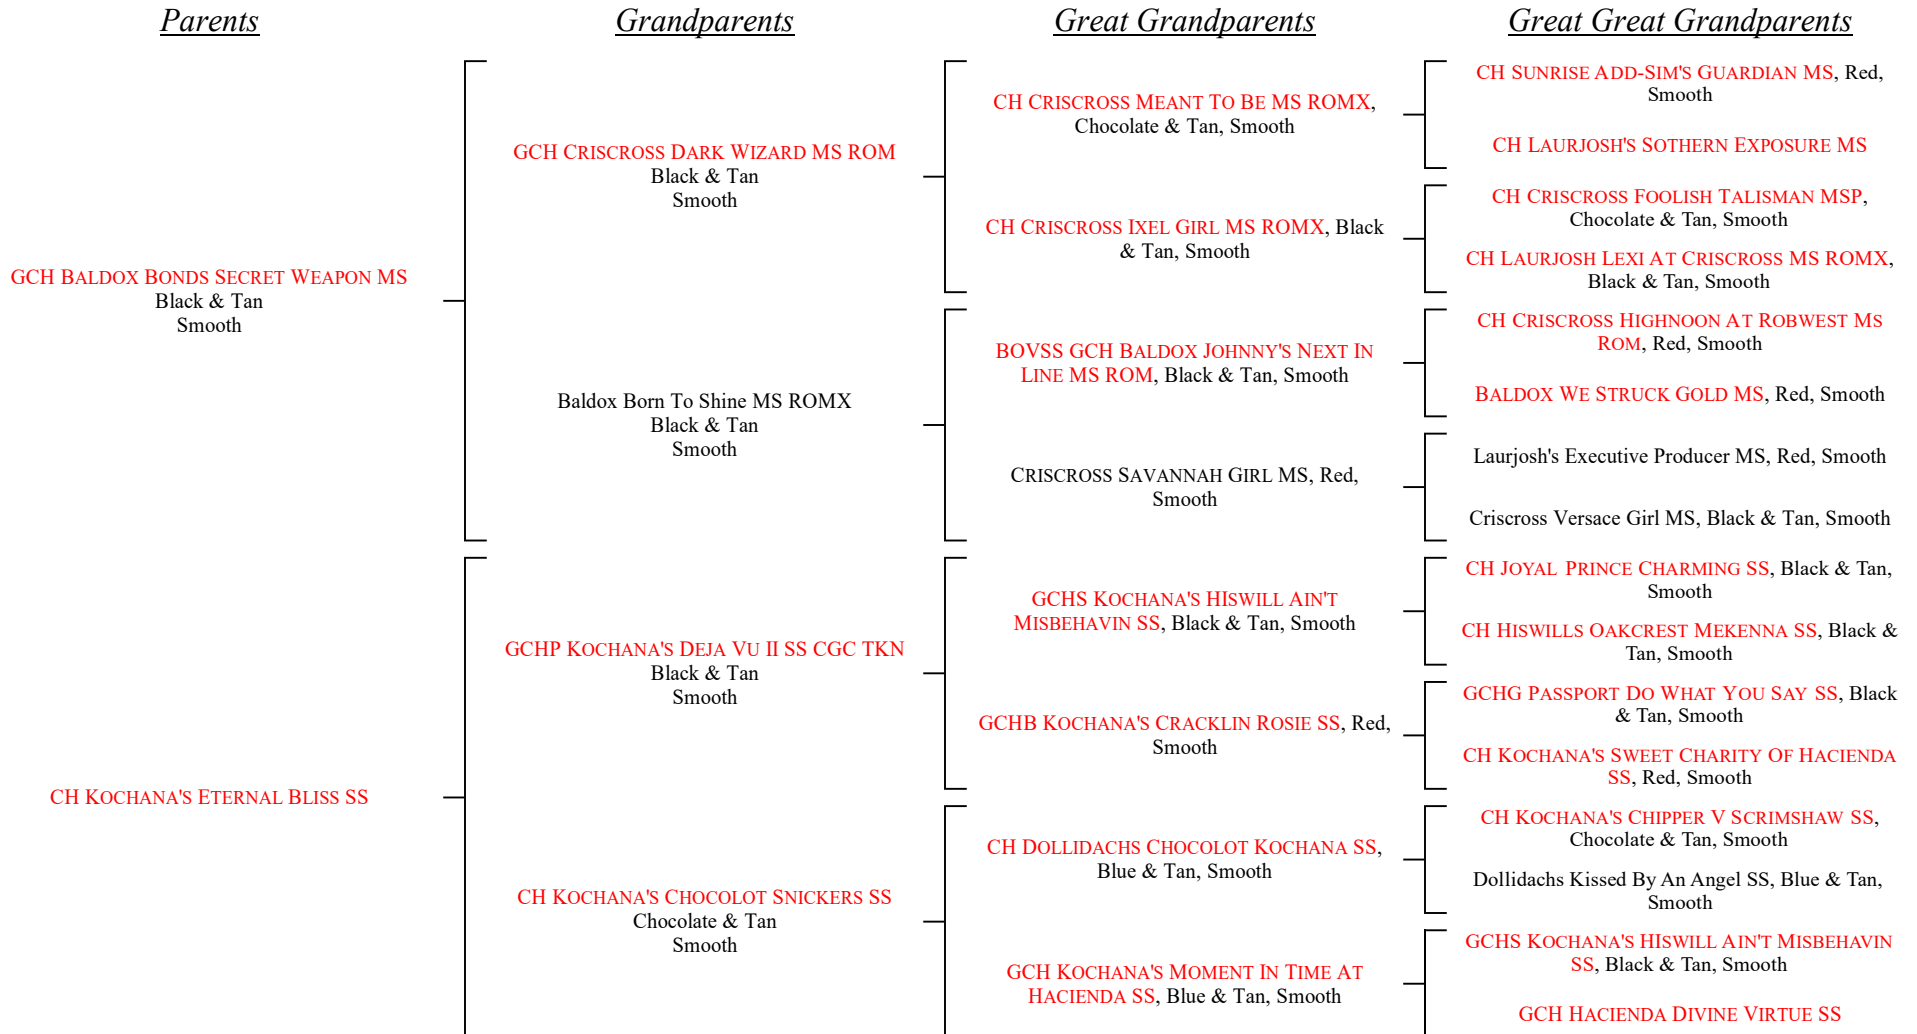 Parents
Grandparents
Great Grandparents
Great Great Grandparents
GCH BALDOX BONDS SECRET WEAPON MS
Black & Tan
Smooth
CH KOCHANA'S ETERNAL BLISS SS
GCH CRISCROSS DARK WIZARD MS ROM
Black & Tan
Smooth
Baldox Born To Shine MS ROMX
Black & Tan
Smooth
GCHP KOCHANA'S DEJA VU II SS CGC TKN
Black & Tan
Smooth
CH KOCHANA'S CHOCOLOT SNICKERS SS
Chocolate & Tan
Smooth
CH CRISCROSS MEANT TO BE MS ROMX,
Chocolate & Tan, Smooth
CH CRISCROSS IXEL GIRL MS ROMX, Black
& Tan, Smooth
BOVSS GCH BALDOX JOHNNY'S NEXT IN
LINE MS ROM, Black & Tan, Smooth
CRISCROSS SAVANNAH GIRL MS, Red,
Smooth
GCHS KOCHANA'S HISWILL AIN'T
MISBEHAVIN SS, Black & Tan, Smooth
GCHB KOCHANA'S CRACKLIN ROSIE SS, Red,
Smooth
CH DOLLIDACHS CHOCOLOT KOCHANA SS,
Blue & Tan, Smooth
GCH KOCHANA'S MOMENT IN TIME AT
HACIENDA SS, Blue & Tan, Smooth
CH SUNRISE ADD-SIM'S GUARDIAN MS, Red,
Smooth
CH LAURJOSH'S SOTHERN EXPOSURE MS
CH CRISCROSS FOOLISH TALISMAN MSP,
Chocolate & Tan, Smooth
CH LAURJOSH LEXI AT CRISCROSS MS ROMX,
Black & Tan, Smooth
CH CRISCROSS HIGHNOON AT ROBWEST MS
ROM, Red, Smooth
BALDOX WE STRUCK GOLD MS, Red, Smooth
Laurjosh's Executive Producer MS, Red, Smooth
Criscross Versace Girl MS, Black & Tan, Smooth
CH JOYAL PRINCE CHARMING SS, Black & Tan,
Smooth
CH HISWILLS OAKCREST MEKENNA SS, Black &
Tan, Smooth
GCHG PASSPORT DO WHAT YOU SAY SS, Black
& Tan, Smooth
CH KOCHANA'S SWEET CHARITY OF HACIENDA
SS, Red, Smooth
CH KOCHANA'S CHIPPER V SCRIMSHAW SS,
Chocolate & Tan, Smooth
Dollidachs Kissed By An Angel SS, Blue & Tan,
Smooth
GCHS KOCHANA'S HISWILL AIN'T MISBEHAVIN
SS, Black & Tan, Smooth
GCH HACIENDA DIVINE VIRTUE SS